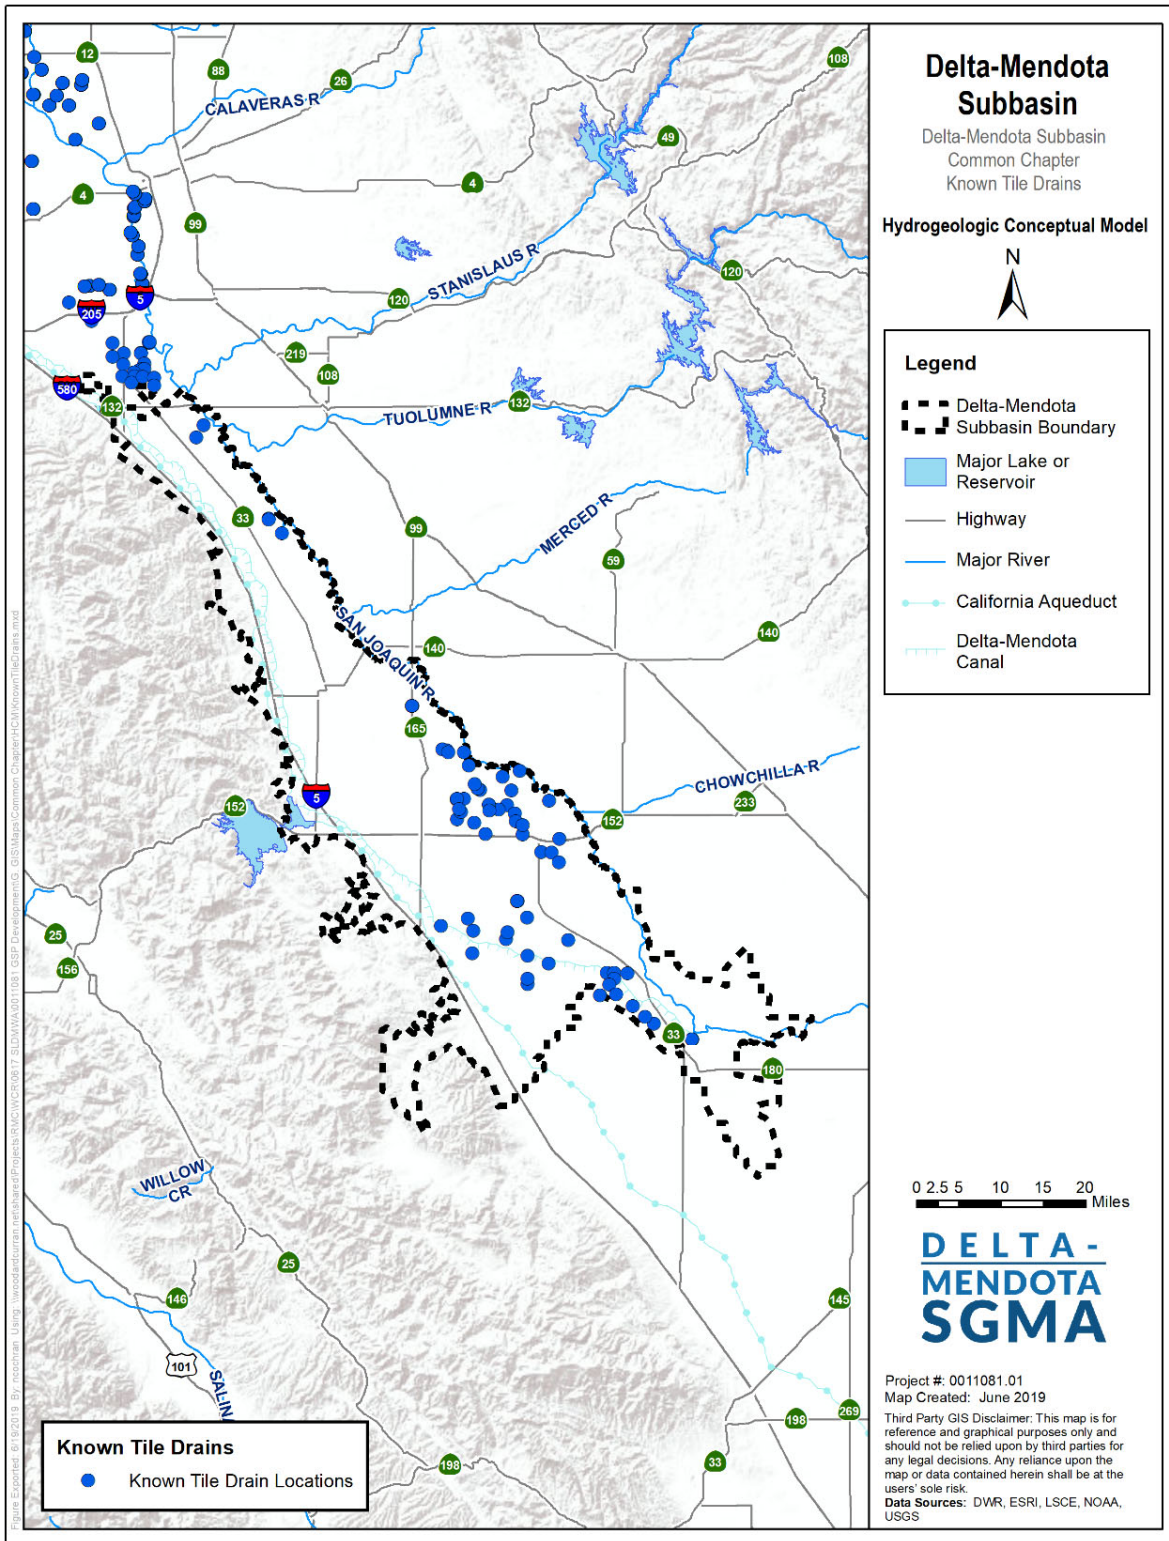 Delta-Mendota
Subbasin
Delta-Mendota Subbasin
Common Chapter
Known Tile Drains
Hydrogeologic Conceptual Model
N
Legend
Delta-Mendota
Subbasin Boundary
Major Lake or
Reservoir
Highway
Major River
California Aqueduct
Delta-Mendota
Canal
0 2.5 5 10 15 20
Miles
DELTA-
MENDOTA
SGMA
Project #: 0011081.01
Map Created: June 2019
Third Party GIS Disclaimer: This map is for
reference and graphical purposes only and
should not be relied upon by third parties for
any legal decisions. Any reliance upon the
map or data contained herein shall be at the
users' sole risk.
Data Sources: DWR, ESRI, LSCE, NOAA,
USGS
12
88
26
108
CALAVERAS R
49
4
4
99
STANISLAUS R
120
5
120
205
219
108
580
132
TUOLUMNE R
132
33
99
MERCED R
59
SAN JOAQUIN R
140
140
165
CHOWCHILLA R
5
152
233
152
25
156
33
180
WILLOW
CR
25
146
145
101
SALINA
269
198
198
33
Known Tile Drains
Known Tile Drain Locations